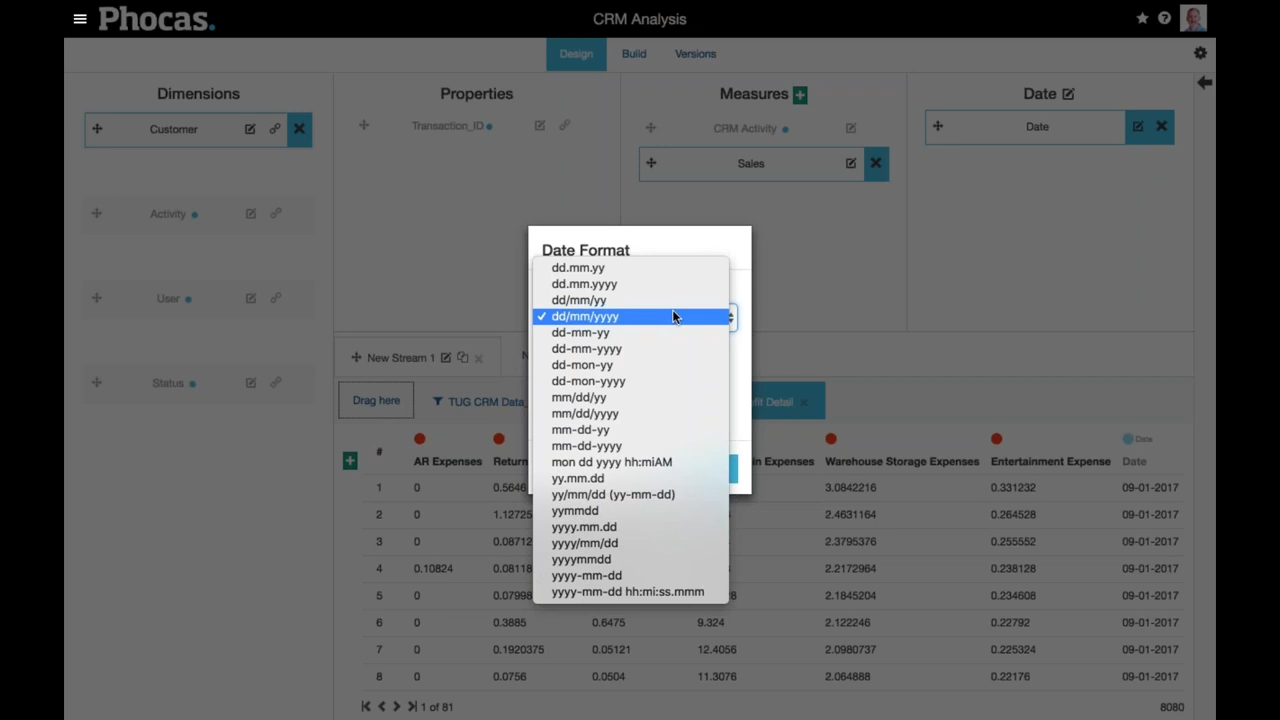 Phocas.
CRM Analysis
Design
Build
Versions
Dimensions
Properties
Measures
Date
Customer
Transaction_ID
CRM Activity
Date
Sales
Activity
User
Status
Date Format
dd.mm.yy
dd.mm.yyyy
dd/mm/yy
dd/mm/yyyy
dd-mm-yy
dd-mm-yyyy
dd-mon-yy
dd-mon-yyyy
mm/dd/yy
mm/dd/yyyy
mm-dd-yy
mm-dd-yyyy
mon dd yyyy hh:miAM
yy.mm.dd
yy/mm/dd (yy-mm-dd)
yymmdd
yyyy.mm.dd
yyyy/mm/dd
yyyymmdd
yyyy-mm-dd
yyyy-mm-dd hh:mi:ss.mmm
New Stream 1
Drag here
TUG CRM Data_
Detail
# AR Expenses Return Expenses Warehouse Storage Expenses Entertainment Expense Date Date
1 0 0.5646 3.0842216 0.331232 09-01-2017
2 0 1.12725 2.4631164 0.264528 09-01-2017
3 0 0.08712 2.3795376 0.255552 09-01-2017
4 0.10824 0.08118 2.2172964 0.238128 09-01-2017
5 0 0.07998 2.1845204 0.234608 09-01-2017
6 0 0.3885 0.6475 9.324 2.122246 0.22792 09-01-2017
7 0 0.1920375 0.05121 12.4056 2.0980737 0.225324 09-01-2017
8 0 0.0756 0.0504 11.3076 2.064888 0.22176 09-01-2017
1 of 81
8080